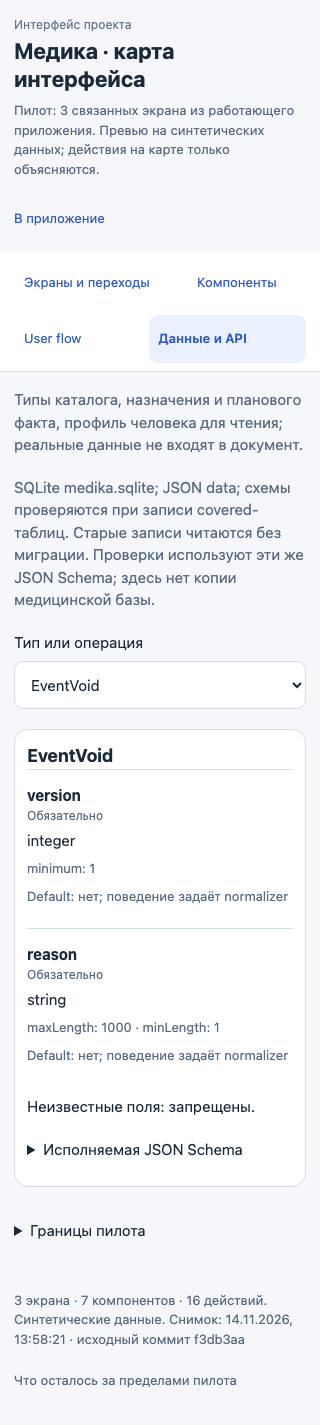 Интерфейс проекта
Медика · карта
интерфейса
Пилот: 3 связанных экрана из работающего
приложения. Превью на синтетических
данных; действия на карте только
объясняются.
В приложение
Экраны и переходы
Компоненты
User flow
Данные и API
Типы каталога, назначения и планового
факта, профиль человека для чтения;
реальные данные не входят в документ.
SQLite medika.sqlite; JSON data; схемы
проверяются при записи covered-
таблиц. Старые записи читаются без
миграции. Проверки используют эти же
JSON Schema; здесь нет копии
медицинской базы.
Тип или операция
EventVoid
EventVoid
version
Обязательно
integer
minimum: 1
Default: нет; поведение задаёт normalizer
reason
Обязательно
string
maxLength: 1000 · minLength: 1
Default: нет; поведение задаёт normalizer
Неизвестные поля: запрещены.
Исполняемая JSON Schema
Границы пилота
3 экрана · 7 компонентов · 16 действий.
Синтетические данные. Снимок: 14.11.2026,
13:58:21 · исходный коммит f3db3aa
Что осталось за пределами пилота